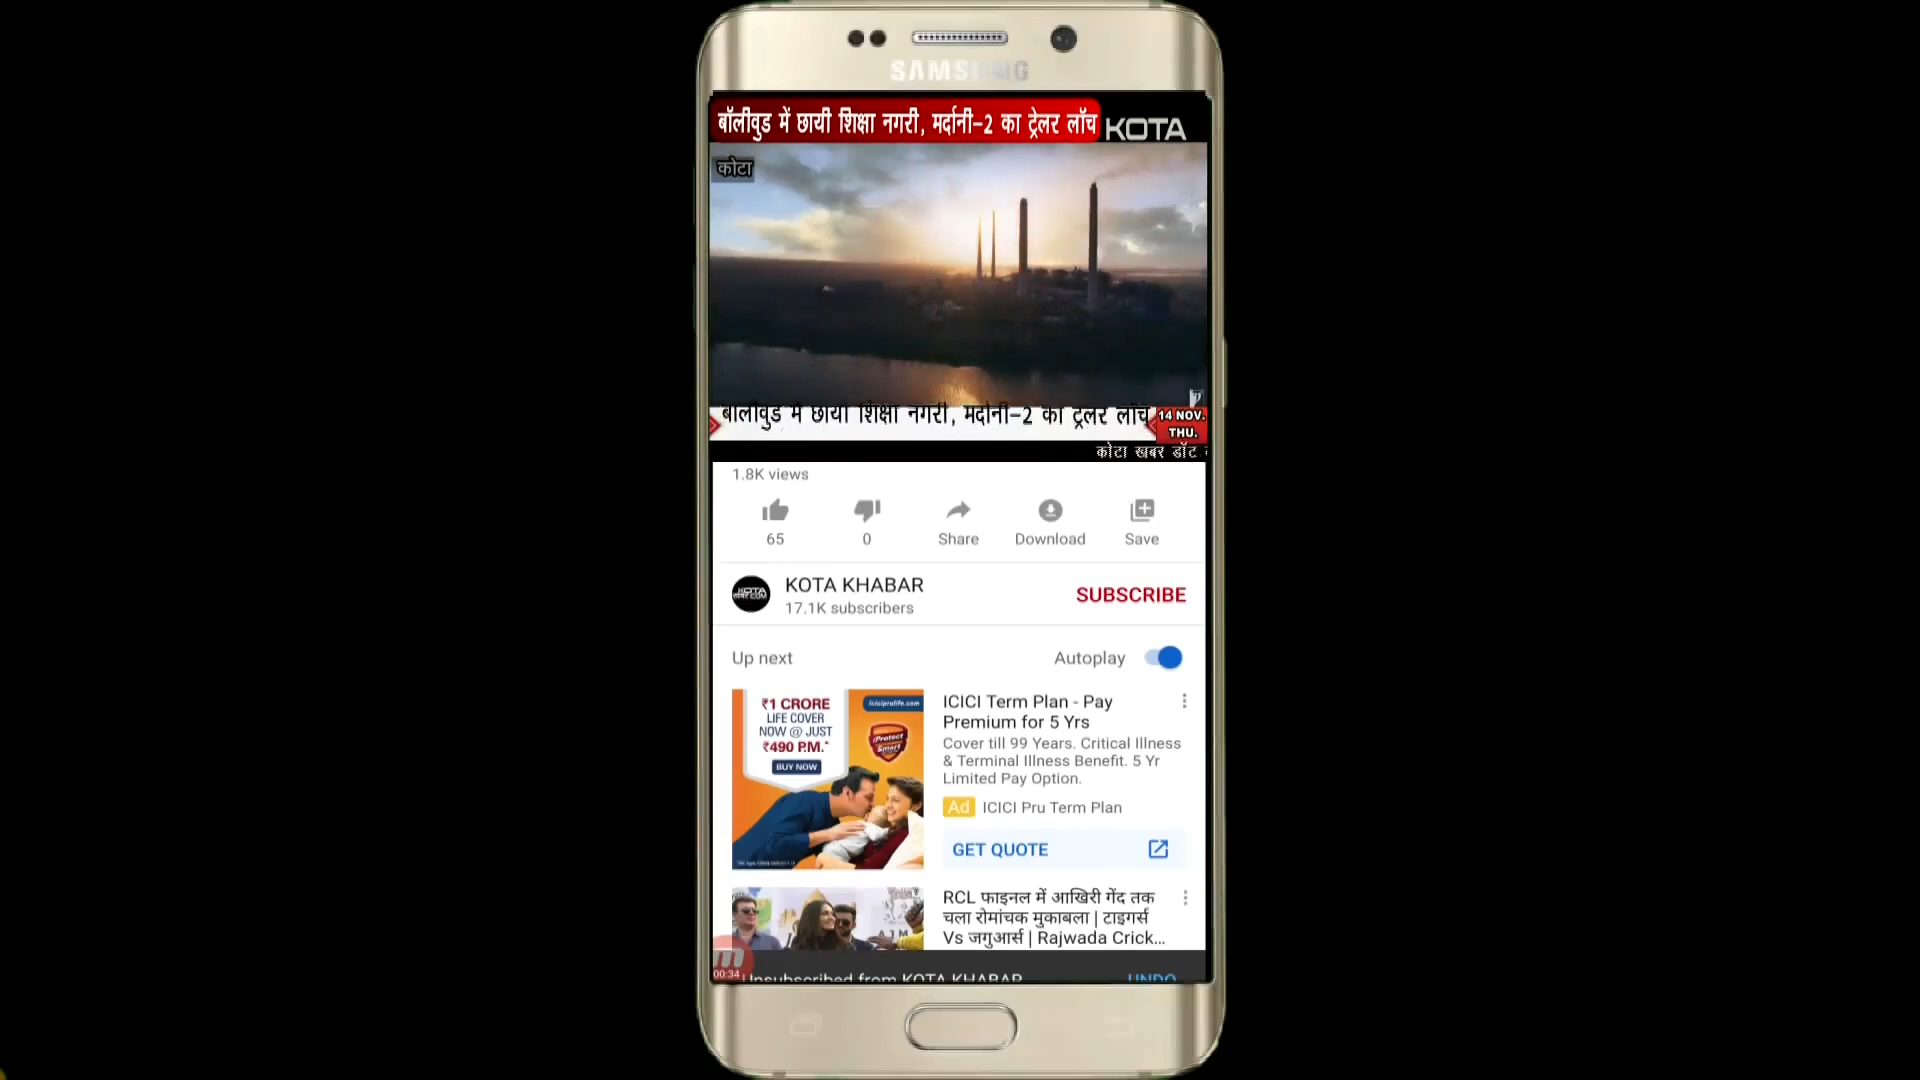 SAMSUNG
बॉलीवुड में छायी शिक्षा नगरी, मर्दानी-2 का ट्रेलर लॉच
KOTA
कोटा
बॉलीवुड में छायी शिक्षा नगरी, मर्दानी-2 का ट्रेलर लॉच
14 NOV.
THU.
कोटा खबर डॉट
1.8K views
65
0
Share
Download
Save
KOTA KHABAR
17.1K subscribers
SUBSCRIBE
Up next
Autoplay
₹1 CRORE
LIFE COVER
NOW @ JUST
₹490 P.M.*
BUY NOW
iciciprulife.com
iProtect
Smart
ICICI Term Plan - Pay
Premium for 5 Yrs
Cover till 99 Years. Critical Illness
& Terminal Illness Benefit. 5 Yr
Limited Pay Option.
Ad ICICI Pru Term Plan
GET QUOTE
RCL फाइनल में आखिरी गेंद तक
चला रोमांचक मुकाबला | टाइगर्स
Vs जगुआर्स | Rajwada Crick...
00:34
Unsubscribed from KOTA KHABAR
UNDO